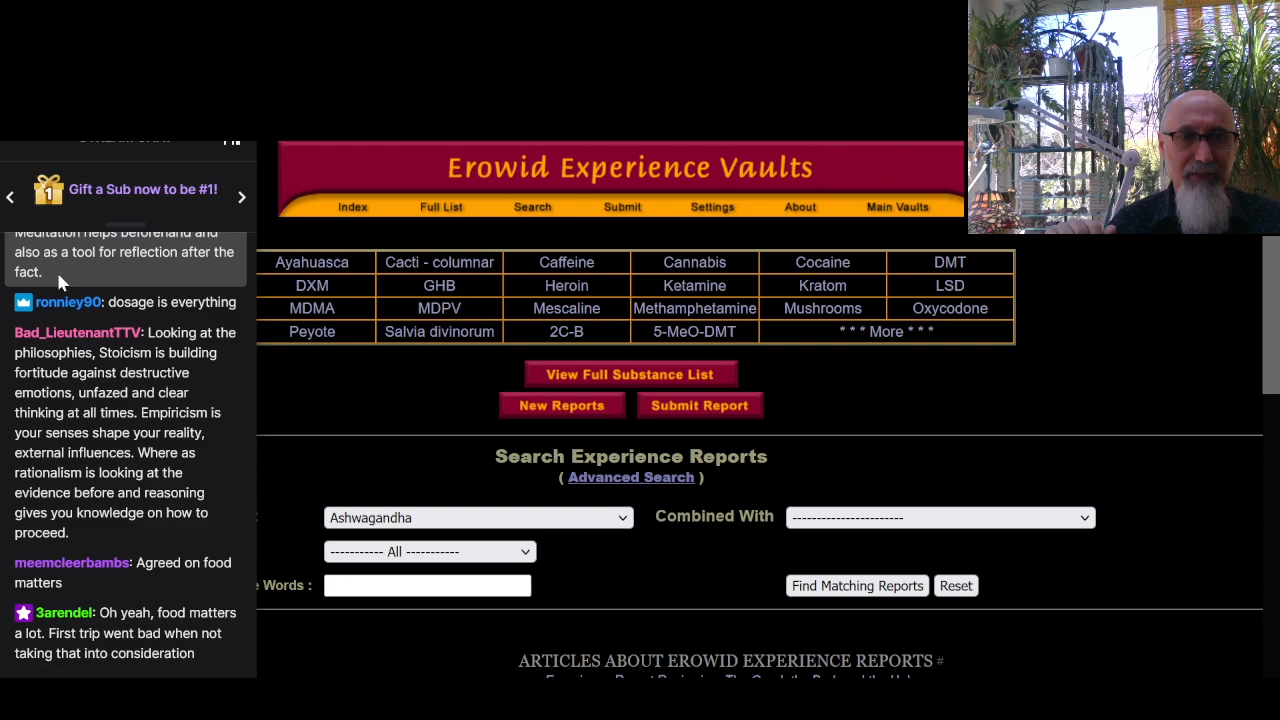 Gift a Sub now to be #1!
1
Meditation helps beforehand and
also as a tool for reflection after the
fact.
ronniey90: dosage is everything
Bad_LieutenantTTV: Looking at the
philosophies, Stoicism is building
fortitude against destructive
emotions, unfazed and clear
thinking at all times. Empiricism is
your senses shape your reality,
external influences. Where as
rationalism is looking at the
evidence before and reasoning
gives you knowledge on how to
proceed.
meemcleerbambs: Agreed on food
matters
3arendel: Oh yeah, food matters
a lot. First trip went bad when not
taking that into consideration
Erowid Experience Vaults
Index Full List Search Submit Settings About Main Vaults
Ayahuasca Cacti - columnar Caffeine Cannabis Cocaine DMT
DXM GHB Heroin Ketamine Kratom LSD
MDMA MDPV Mescaline Methamphetamine Mushrooms Oxycodone
Peyote Salvia divinorum 2C-B 5-MeO-DMT * * * More * * *
View Full Substance List
New Reports Submit Report
Search Experience Reports
( Advanced Search )
Ashwagandha Combined With -----------------------
----------- All -----------
e Words : Find Matching Reports Reset
ARTICLES ABOUT EROWID EXPERIENCE REPORTS #